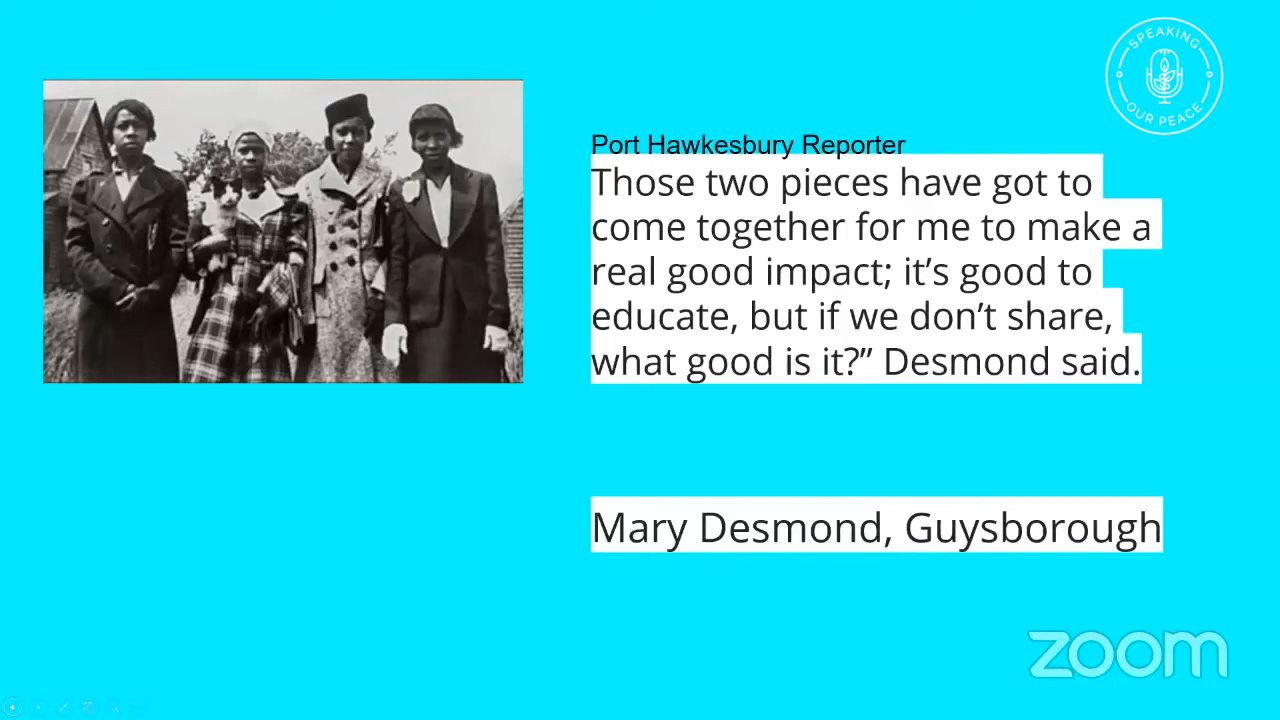 SPEAKING
OUR PEACE
Port Hawkesbury Reporter
Those two pieces have got to
come together for me to make a
real good impact; it’s good to
educate, but if we don’t share,
what good is it?” Desmond said.
Mary Desmond, Guysborough
zoom